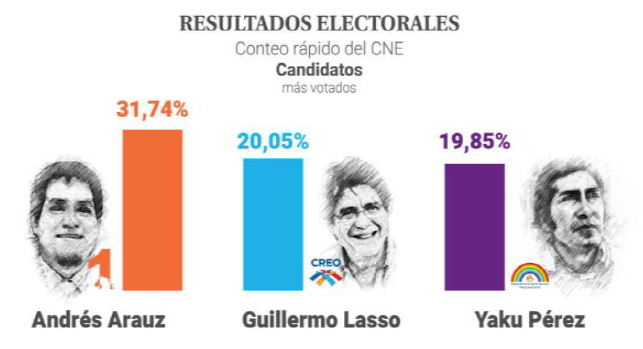 RESULTADOS ELECTORALES
Conteo rápido del CNE
Candidatos
más votados
31,74%
20,05%
19,85%
1
CREO
Andrés Arauz
Guillermo Lasso
Yaku Pérez